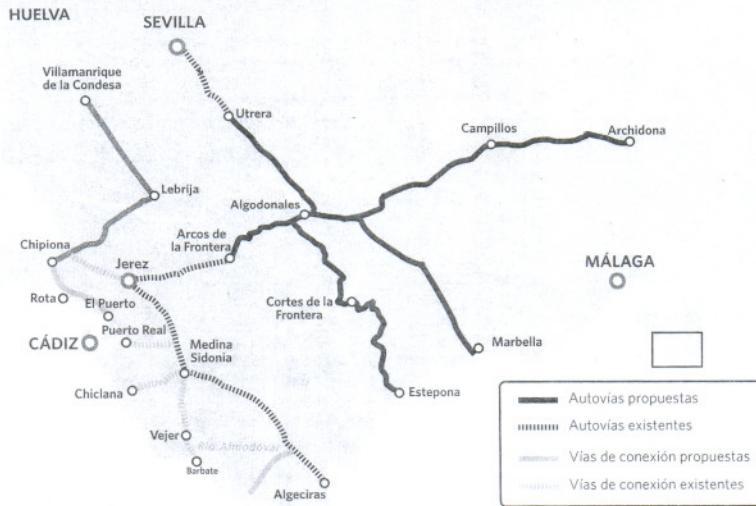 HUELVA
SEVILLA
Villamanrique
de la Condesa
Utrera
Campillos
Archidona
Lebrija
Algodonales
Arcos de
la Frontera
Chipiona
Jerez
MÁLAGA
Rota
El Puerto
Cortes de la
Frontera
Puerto Real
CÁDIZ
Medina
Sidonia
Marbella
Chiclana
Estepona
Vejer
Río Almodóvar
Barbate
Algeciras
Autovías propuestas
Autovías existentes
Vías de conexión propuestas
Vías de conexión existentes